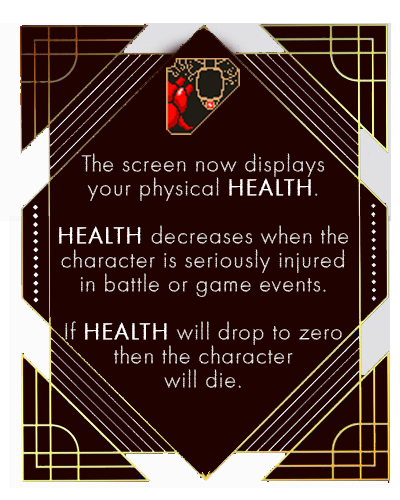 The screen now displays
your physical HEALTH.
HEALTH decreases when the
character is seriously injured
in battle or game events.
If HEALTH will drop to zero
then the character
will die.